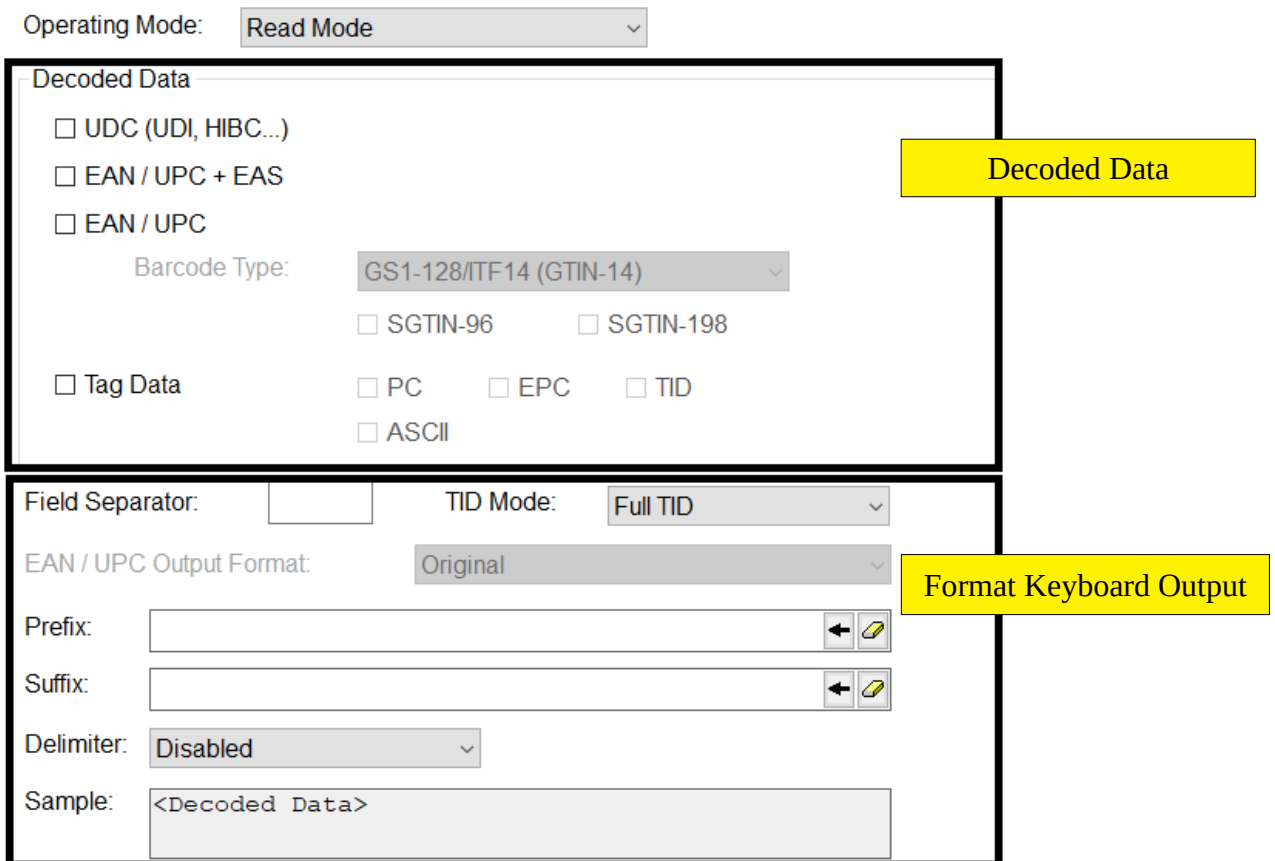 Operating Mode: Read Mode
Decoded Data
UDC (UDI, HIBC...)
EAN / UPC + EAS
Decoded Data
EAN / UPC
Barcode Type: GS1-128/ITF14 (GTIN-14)
SGTIN-96 SGTIN-198
Tag Data PC EPC TID
ASCII
Field Separator: TID Mode: Full TID
EAN / UPC Output Format: Original
Format Keyboard Output
Prefix:
Suffix:
Delimiter: Disabled
Sample: <Decoded Data>